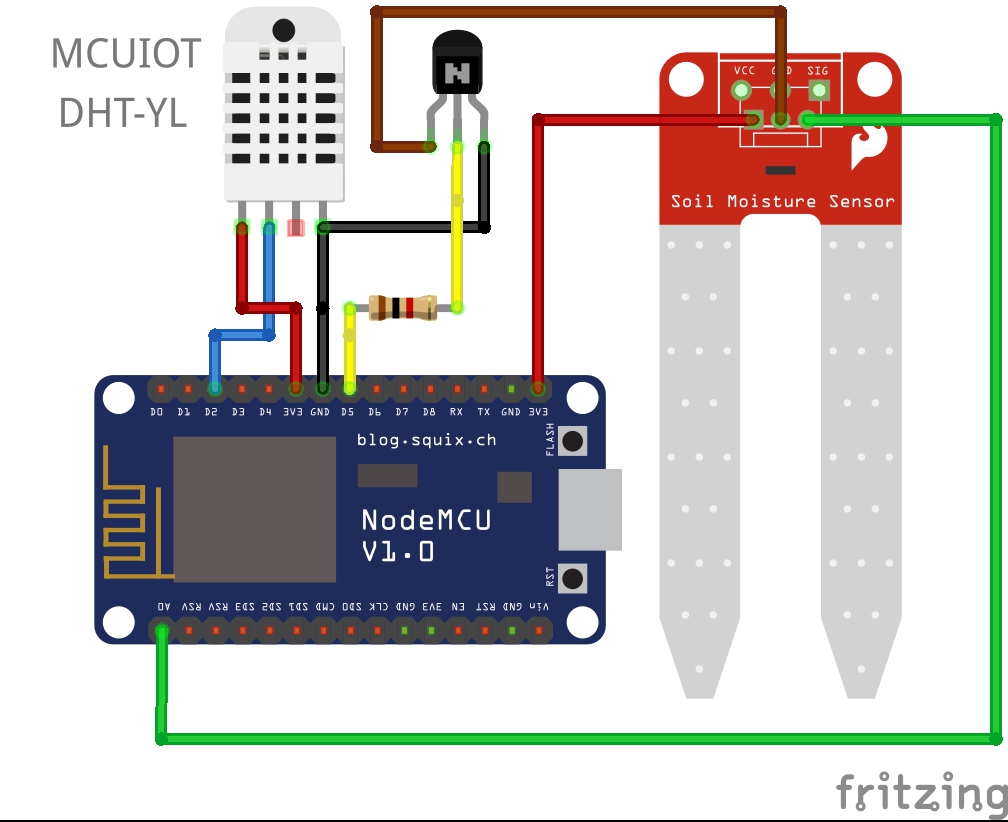 MCUIOT
DHT-YL
N
VCC GND SIG
Soil Moisture Sensor
D0 D1 D2 D3 D4 3V3 GND D5 D6 D7 D8 RX TX GND 3V3
blog.squix.ch
FLASH
NodeMCU
V1.0
RST
A0 RSV RSV SD3 SD2 SD1 CMD SD0 CLK GND 3V3 EN RST GND Vin
fritzing